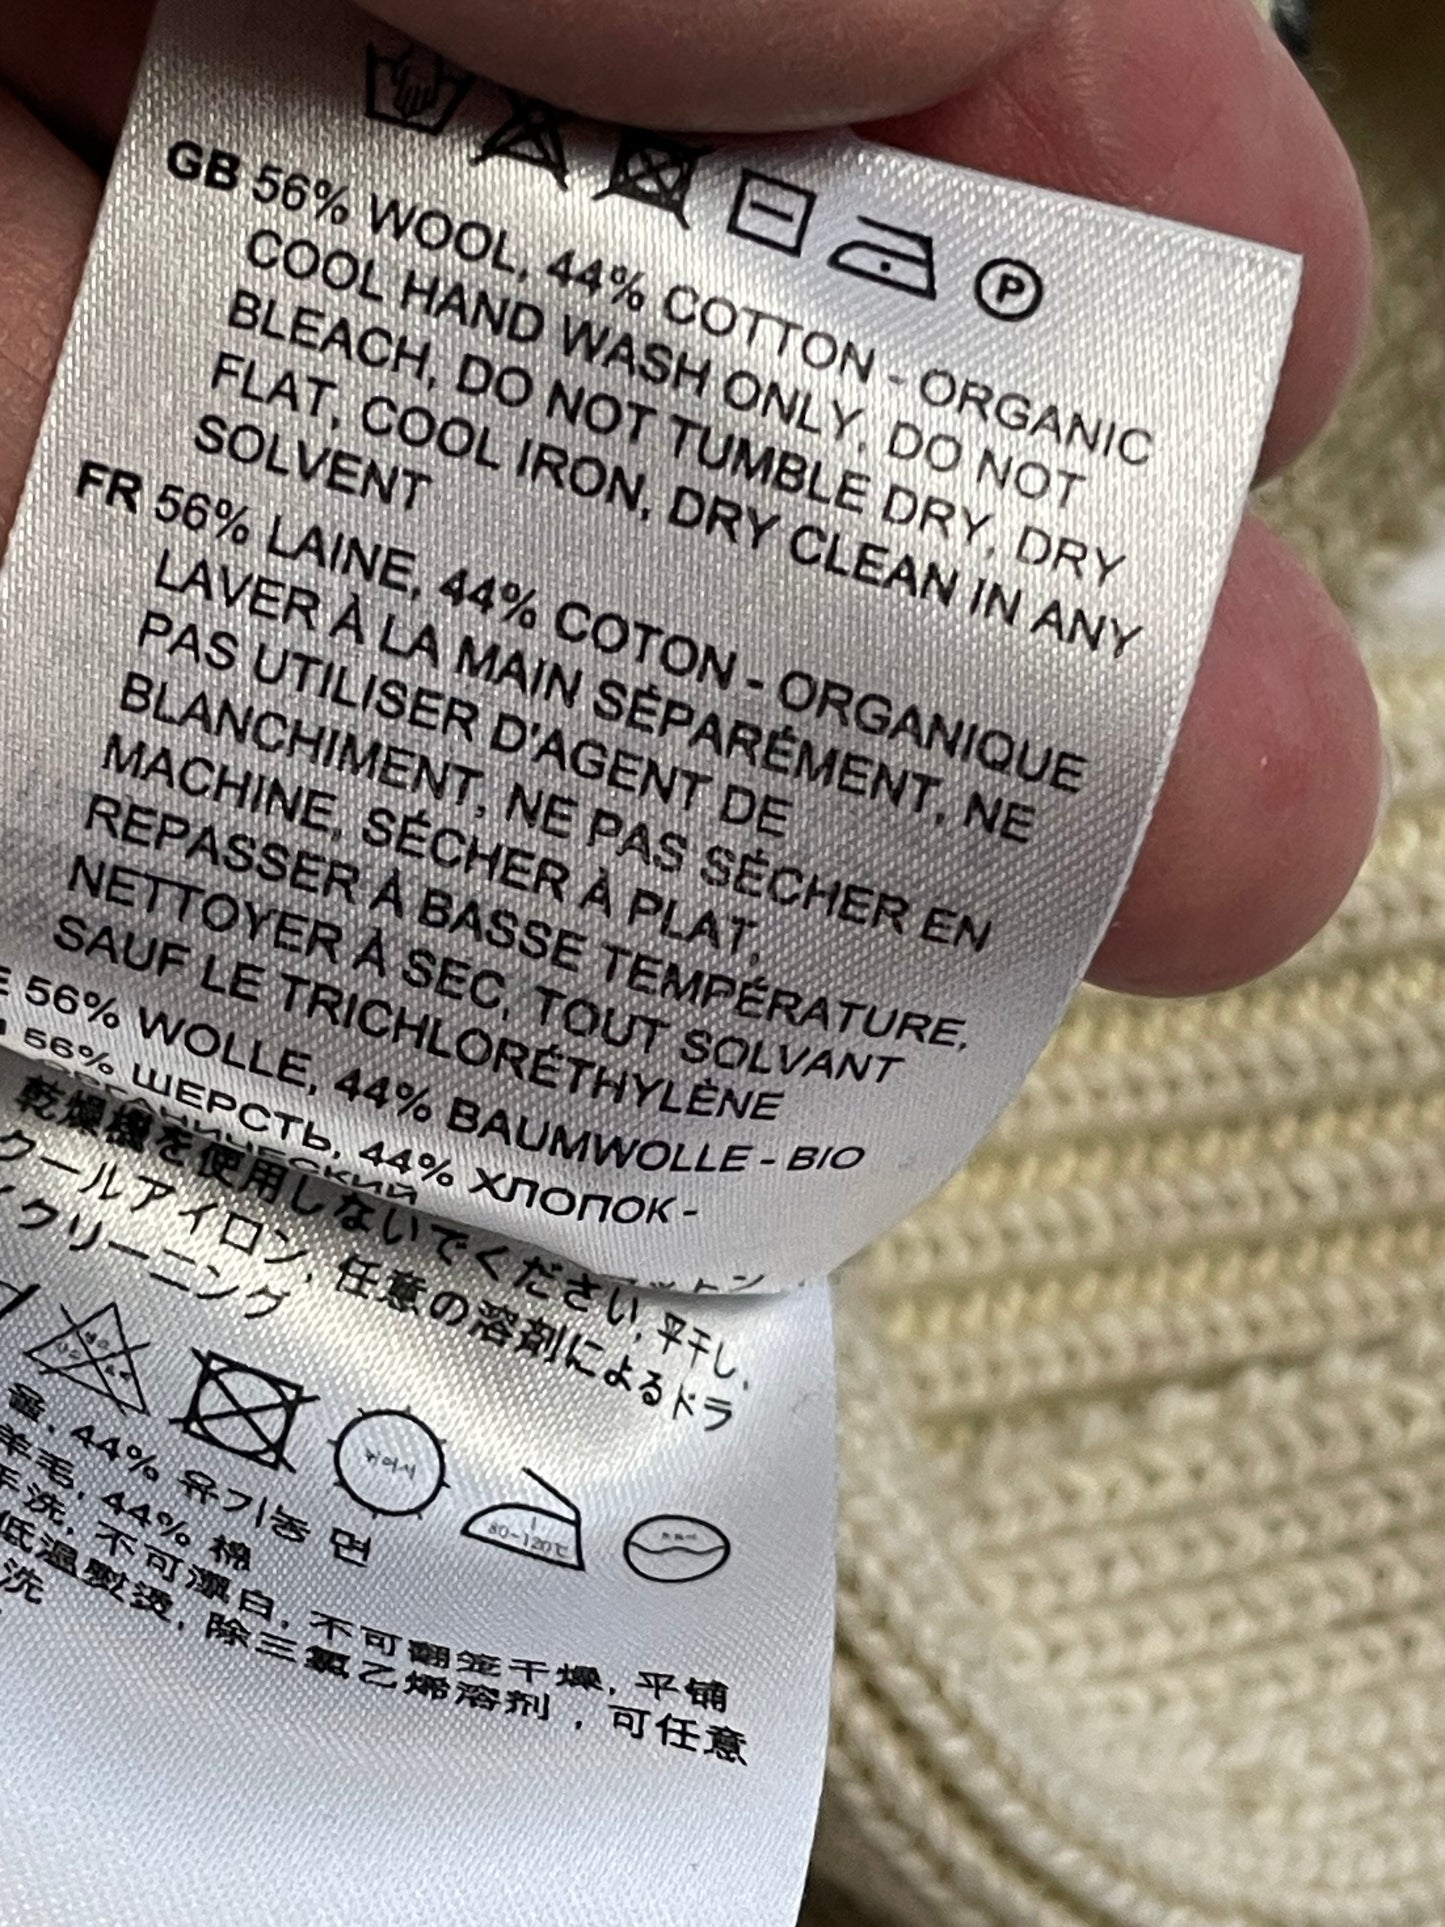 P
GB 56% WOOL, 44% COTTON - ORGANIC
COOL HAND WASH ONLY, DO NOT
BLEACH, DO NOT TUMBLE DRY, DRY
FLAT, COOL IRON, DRY CLEAN IN ANY
SOLVENT
FR 56% LAINE, 44% COTON - ORGANIQUE
LAVER À LA MAIN SÉPARÉMENT, NE
PAS UTILISER D'AGENT DE
BLANCHIMENT, NE PAS SÉCHER EN
MACHINE, SÉCHER À PLAT,
REPASSER À BASSE TEMPÉRATURE,
NETTOYER À SEC, TOUT SOLVANT
SAUF LE TRICHLORÉTHYLÈNE
56% WOLLE, 44% BAUMWOLLE - BIO
56% ШЕРСТЬ, 44% ХЛОПОК -
乾燥機を使用しないでください, 平干し,
クールアイロン, 任意の溶剤によるドラ
イクリーニング
80-120℃
44% 유기농 면
羊毛, 44% 棉
洗, 不可漂白, 不可翻笼干燥, 平铺
低温熨烫, 除三氯乙烯溶剂, 可任意
洗